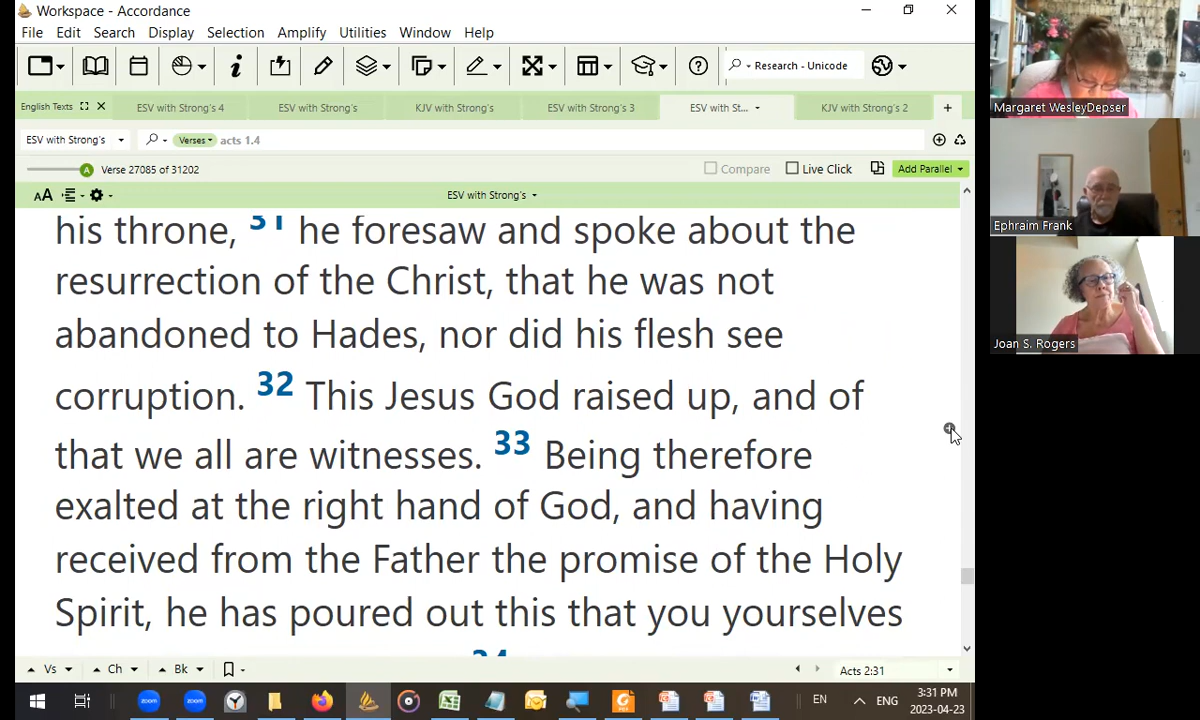 Workspace - Accordance
File Edit Search Display Selection Amplify Utilities Window Help
Research - Unicode
English Texts ESV with Strong's 4 ESV with Strong's KJV with Strong's ESV with Strong's 3 ESV with St... KJV with Strong's 2
ESV with Strong's Verses acts 1.4
A Verse 27085 of 31202 Compare Live Click Add Parallel
AA ESV with Strong's
his throne, 31 he foresaw and spoke about the
resurrection of the Christ, that he was not
abandoned to Hades, nor did his flesh see
corruption. 32 This Jesus God raised up, and of
that we all are witnesses. 33 Being therefore
exalted at the right hand of God, and having
received from the Father the promise of the Holy
Spirit, he has poured out this that you yourselves
34
Vs Ch Bk Acts 2:31
zoom zoom EN ENG 3:31 PM
2023-04-23
Margaret WesleyDepser
Ephraim Frank
Joan S. Rogers